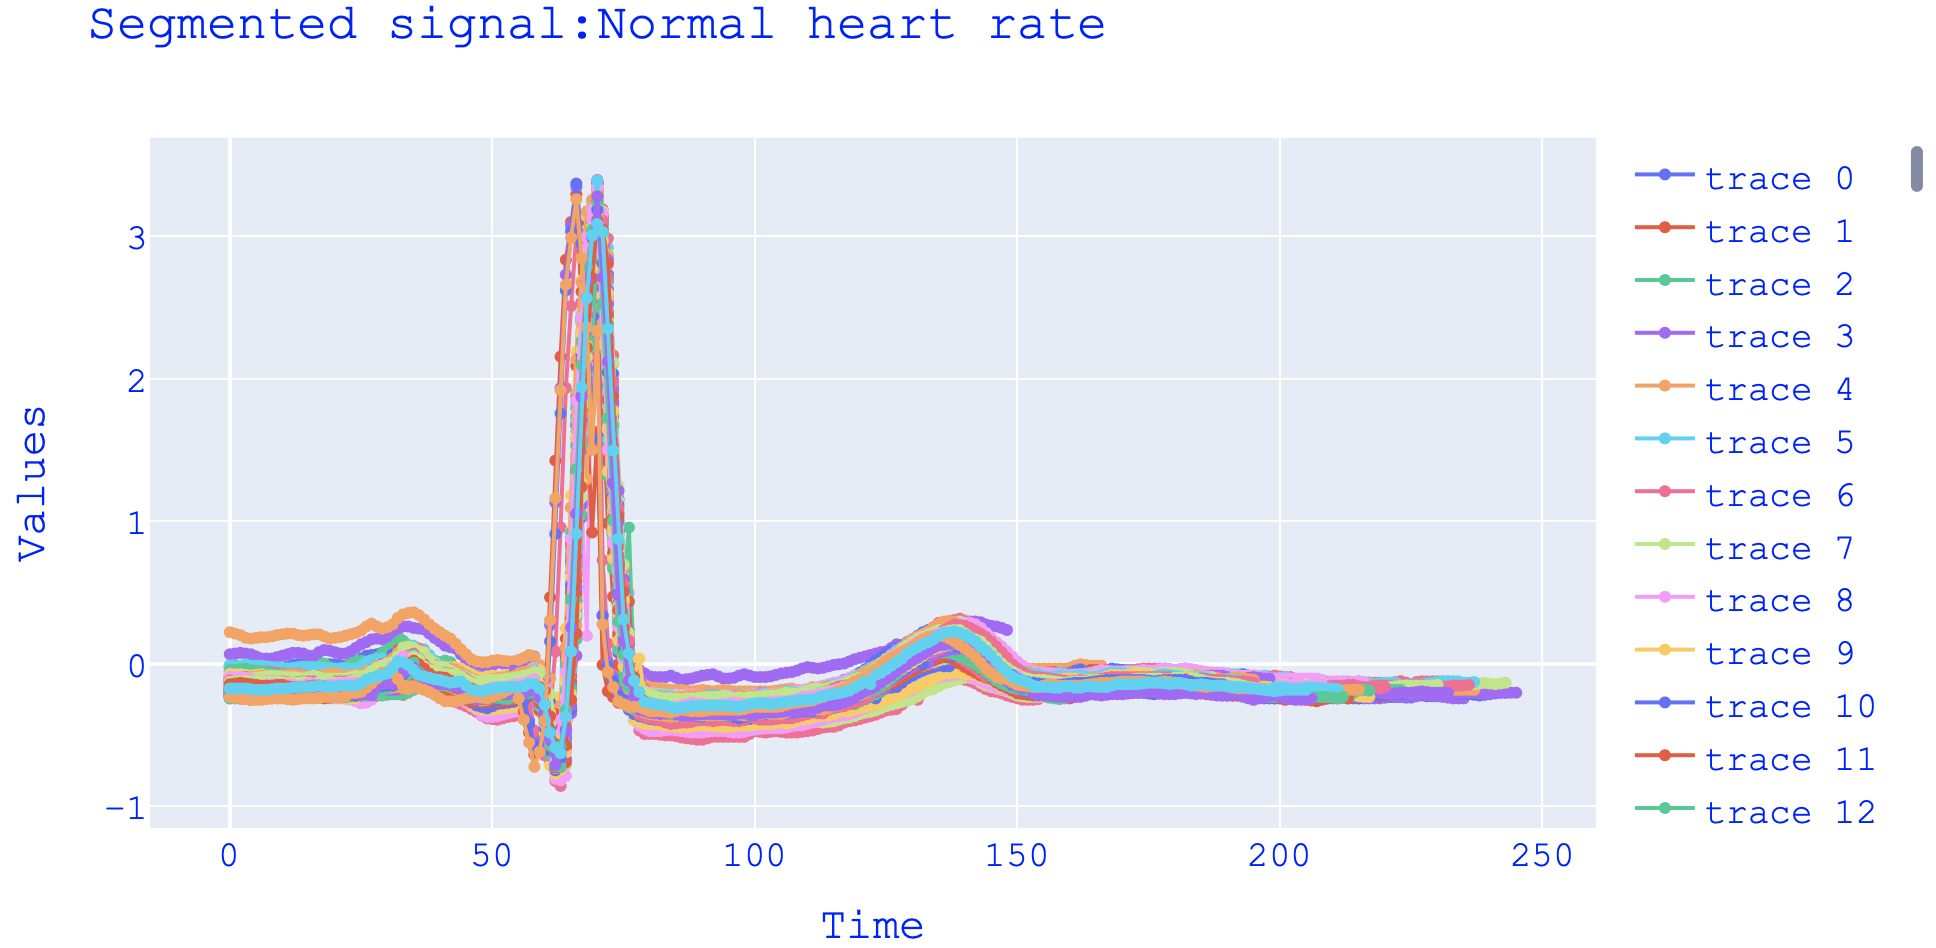 Segmented signal:Normal heart rate
Values
3
2
1
0
−1
0 50 100 150 200 250
Time
trace 0
trace 1
trace 2
trace 3
trace 4
trace 5
trace 6
trace 7
trace 8
trace 9
trace 10
trace 11
trace 12